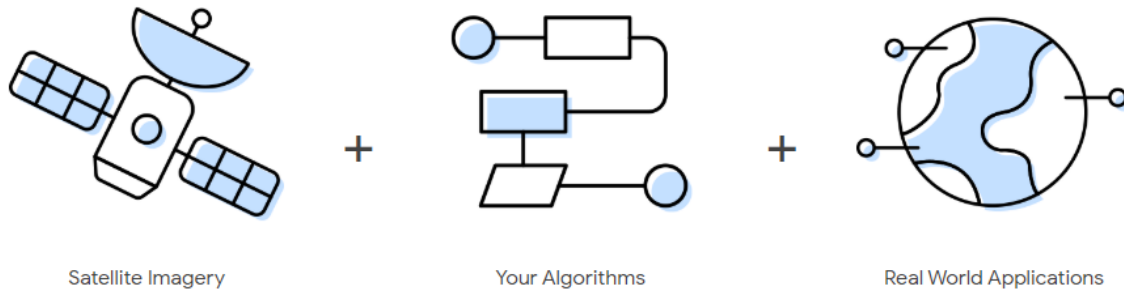 +
+
Satellite Imagery
Your Algorithms
Real World Applications